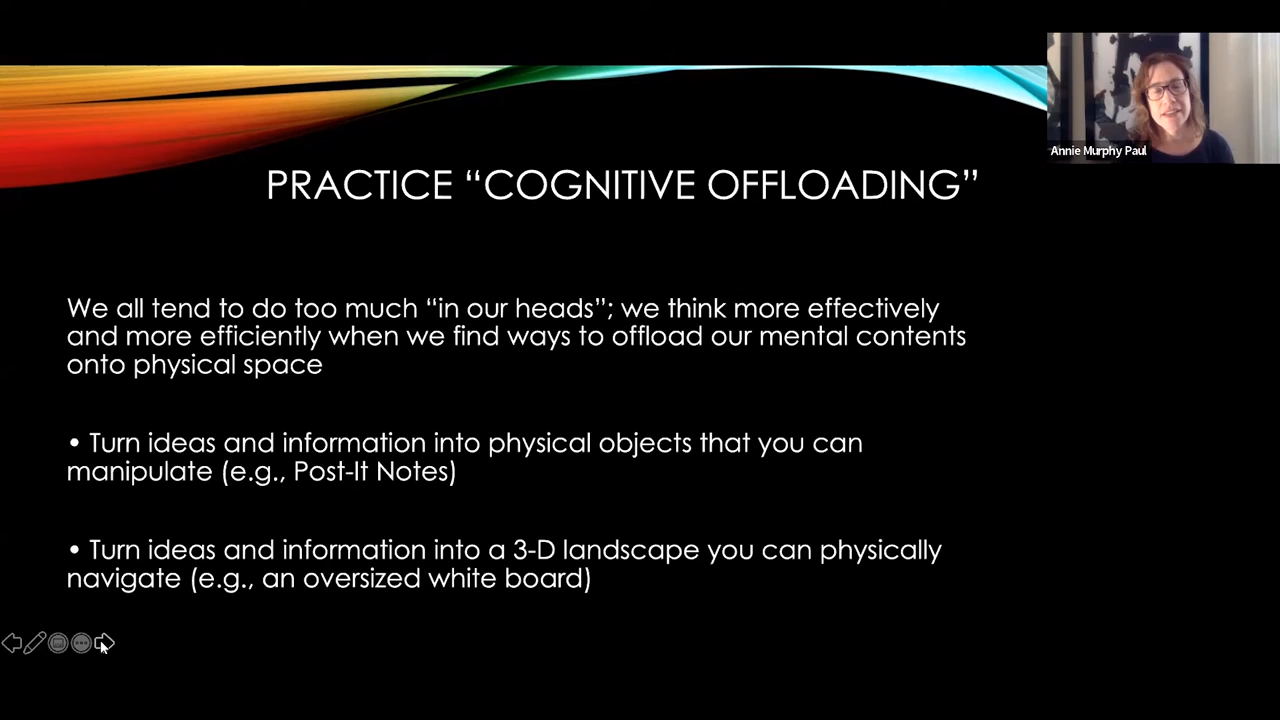 Annie Murphy Paul
PRACTICE “COGNITIVE OFFLOADING”
We all tend to do too much “in our heads”; we think more effectively
and more efficiently when we find ways to offload our mental contents
onto physical space
• Turn ideas and information into physical objects that you can
manipulate (e.g., Post-It Notes)
• Turn ideas and information into a 3-D landscape you can physically
navigate (e.g., an oversized white board)